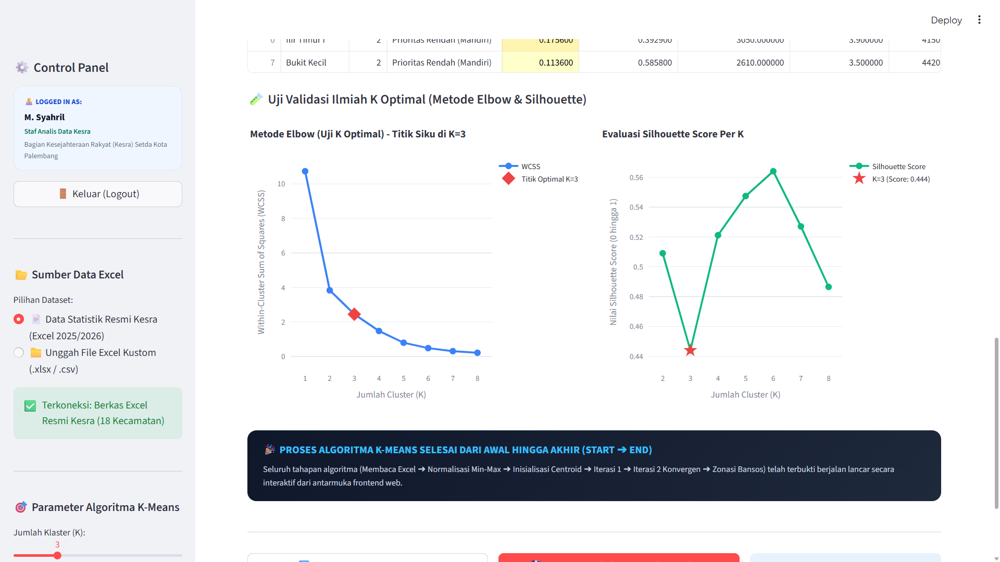 Deploy
Control Panel
LOGGED IN AS:
M. Syahril
Staf Analis Data Kesra
Bagian Kesejahteraan Rakyat (Kesra) Setda Kota
Palembang
Keluar (Logout)
Sumber Data Excel
Pilihan Dataset:
Data Statistik Resmi Kesra
(Excel 2025/2026)
Unggah File Excel Kustom
(.xlsx / .csv)
Terkoneksi: Berkas Excel
Resmi Kesra (18 Kecamatan)
Parameter Algoritma K-Means
Jumlah Klaster (K):
3
Ilir Timur I 2 Prioritas Rendah (Mandiri) 0.175600 0.392900 3050.000000 3.900000 4150
7 Bukit Kecil 2 Prioritas Rendah (Mandiri) 0.113600 0.585800 2610.000000 3.500000 4420
Uji Validasi Ilmiah K Optimal (Metode Elbow & Silhouette)
Metode Elbow (Uji K Optimal) - Titik Siku di K=3
WCSS
Titik Optimal K=3
Within-Cluster Sum of Squares (WCSS)
10
8
6
4
2
0
1 2 3 4 5 6 7 8
Jumlah Cluster (K)
Evaluasi Silhouette Score Per K
Silhouette Score
K=3 (Score: 0.444)
Nilai Silhouette Score (0 hingga 1)
0.56
0.54
0.52
0.5
0.48
0.46
0.44
2 3 4 5 6 7 8
Jumlah Cluster (K)
PROSES ALGORITMA K-MEANS SELESAI DARI AWAL HINGGA AKHIR (START ➔ END)
Seluruh tahapan algoritma (Membaca Excel ➔ Normalisasi Min-Max ➔ Inisialisasi Centroid ➔ Iterasi 1 ➔ Iterasi 2 Konvergen ➔ Zonasi Bansos) telah terbukti berjalan lancar secara
interaktif dari antarmuka frontend web.